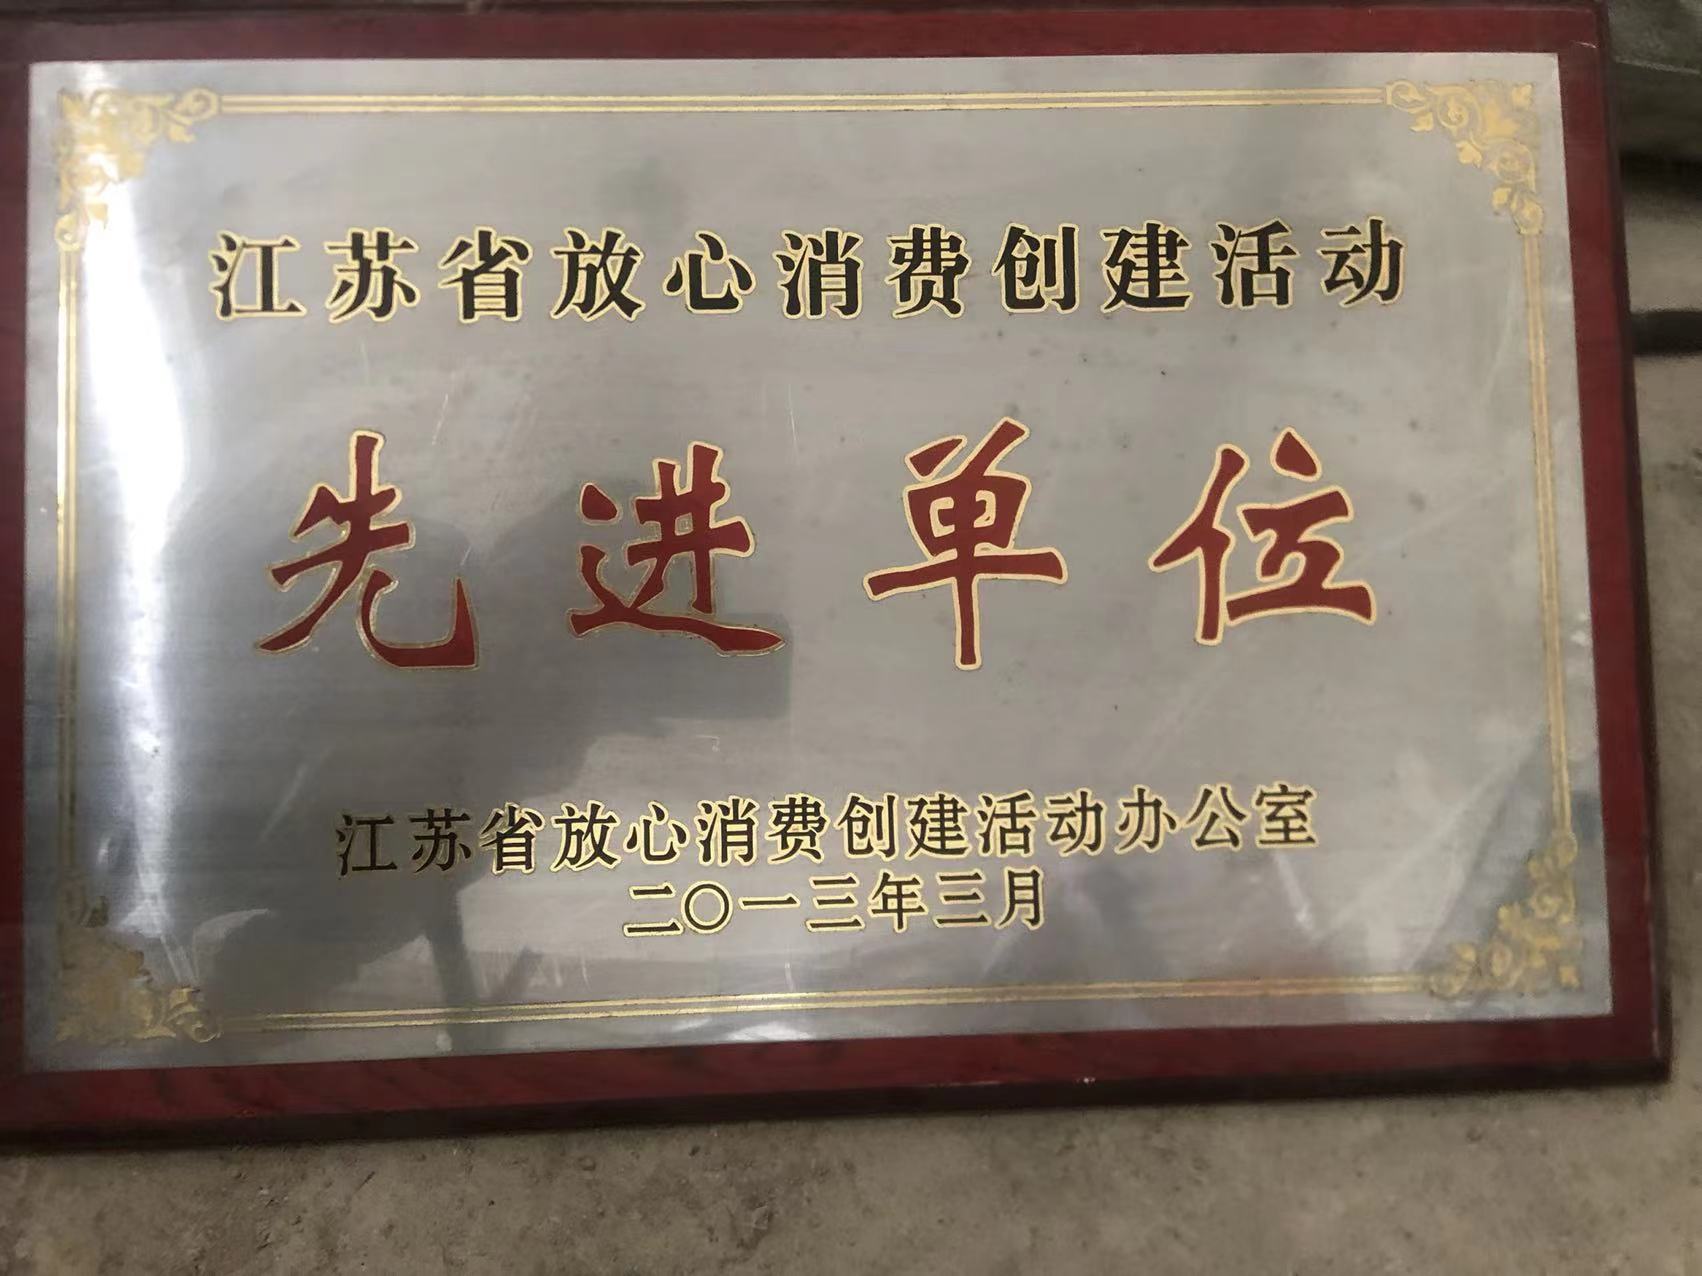 江苏省放心消费创建活动
先进单位
江苏省放心消费创建活动办公室
二〇一三年三月